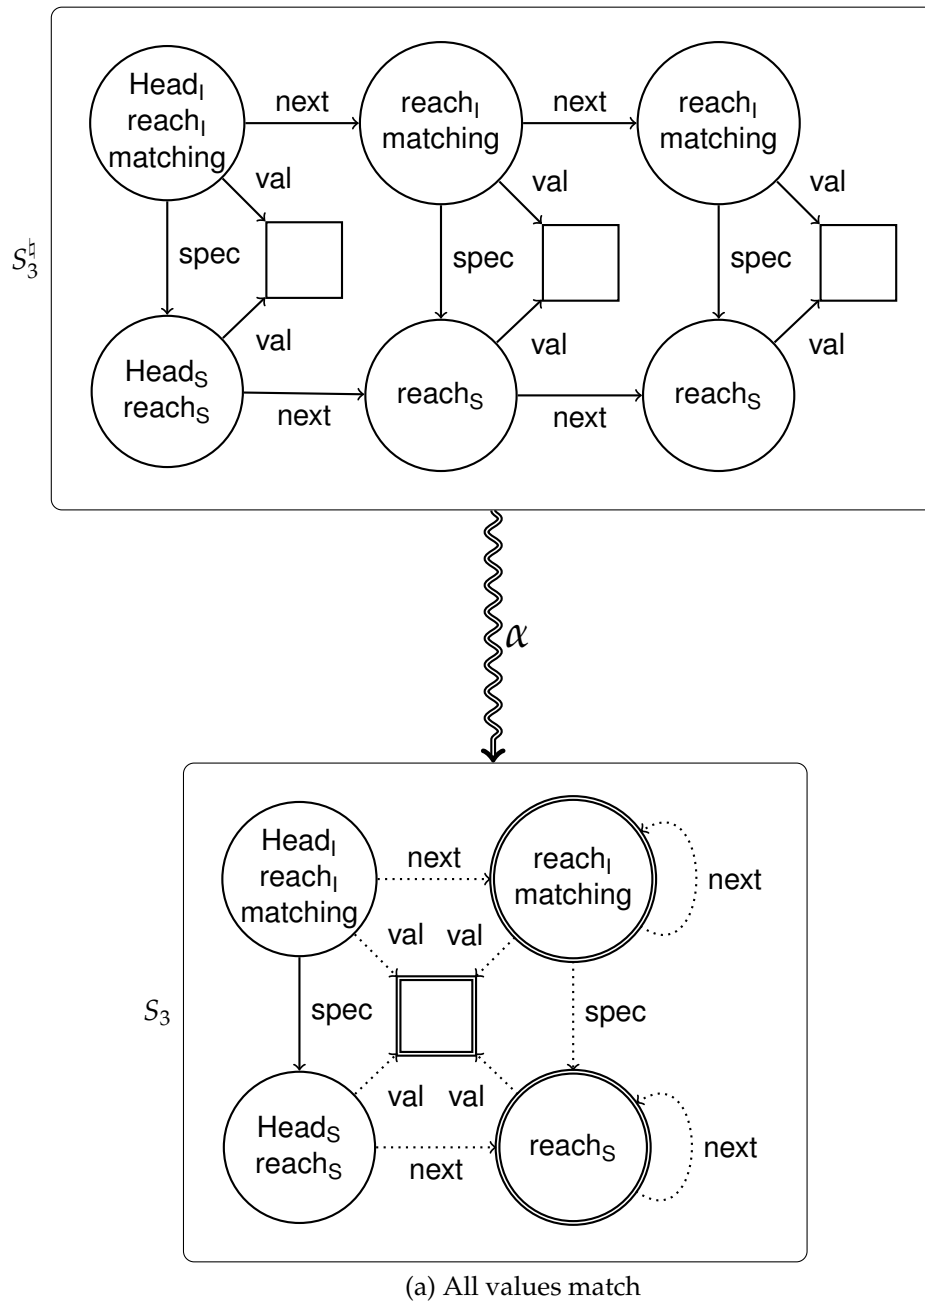 Head_I
reach_I
matching
next
reach_I
matching
next
reach_I
matching
val
val
val
S_3^♮
spec
spec
spec
val
val
val
Head_S
reach_S
next
reach_S
next
reach_S
α
Head_I
reach_I
matching
next
reach_I
matching
next
val
val
S_3
spec
spec
val
val
Head_S
reach_S
next
reach_S
next
(a) All values match